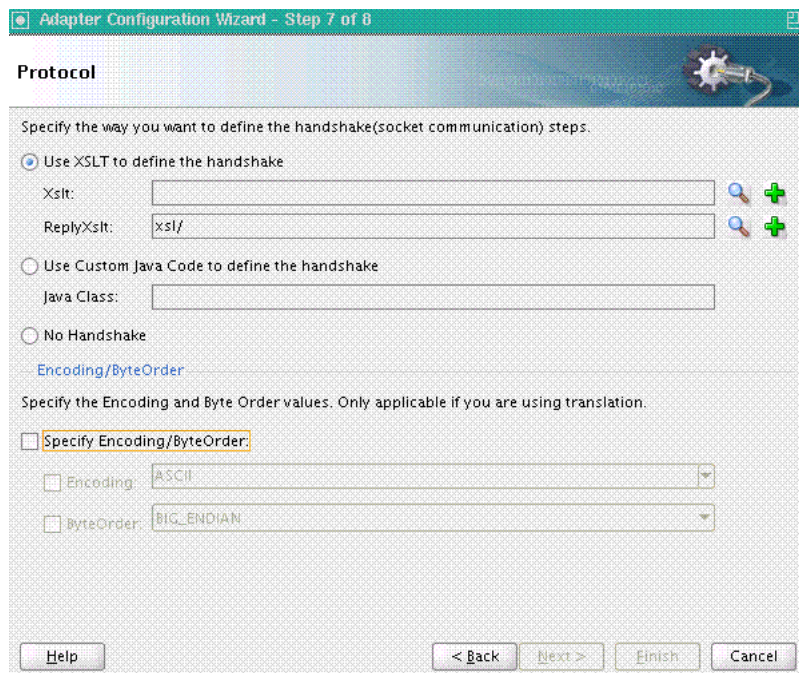 Adapter Configuration Wizard - Step 7 of 8
Protocol
Specify the way you want to define the handshake(socket communication) steps.
Use XSLT to define the handshake
Xslt:
ReplyXslt: xsl/
Use Custom Java Code to define the handshake
Java Class:
No Handshake
Encoding/ByteOrder
Specify the Encoding and Byte Order values. Only applicable if you are using translation.
Specify Encoding/ByteOrder:
Encoding: ASCII
ByteOrder: BIG_ENDIAN
Help < Back Next > Finish Cancel